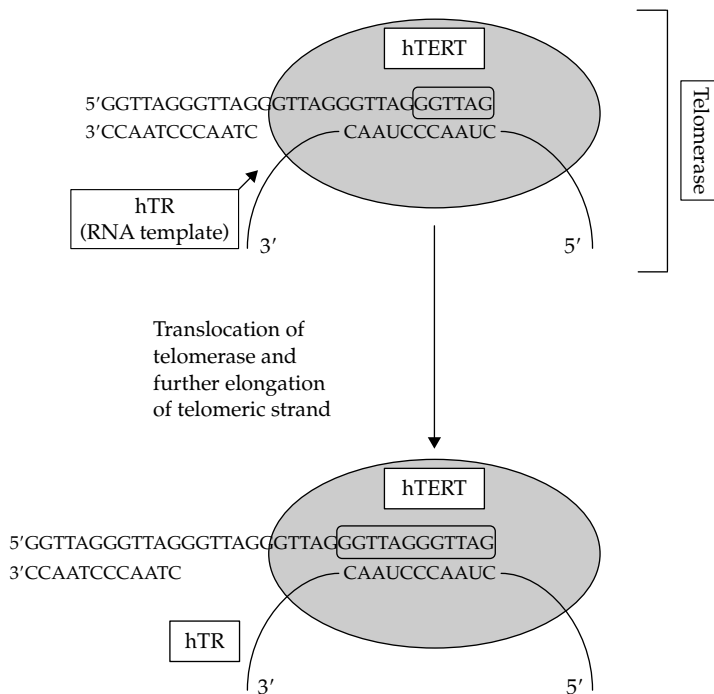 hTERT
5′GGTTAGGGTTAGGGTTAGGGTTAGGGTTAG
3′CCAATCCCAATC CAAUCCCAAUC
Telomerase
hTR
(RNA template)
3′ 5′
Translocation of
telomerase and
further elongation
of telomeric strand
hTERT
5′GGTTAGGGTTAGGGTTAGGGTTAGGGTTAGGGTTAG
3′CCAATCCCAATC CAAUCCCAAUC
hTR
3′ 5′